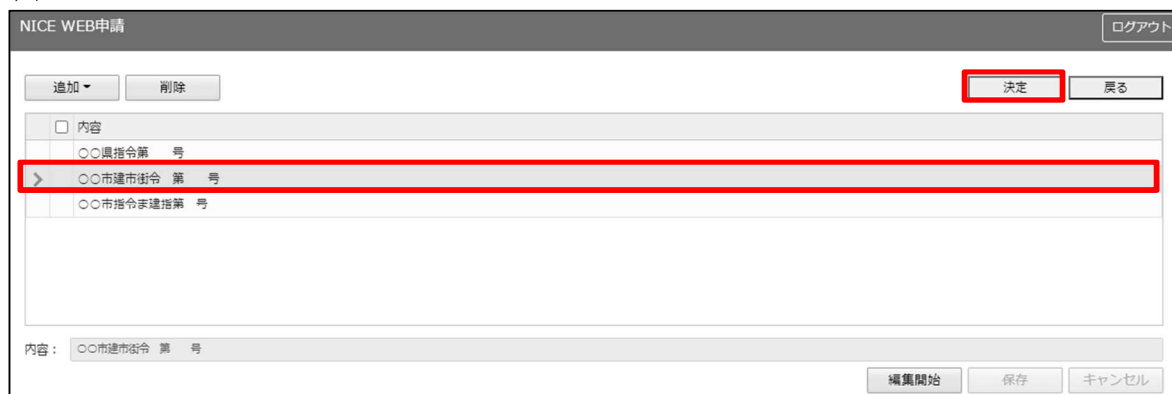 NICE WEB申請 ログアウト
追加 削除 決定 戻る
内容
○○県指令第 号
○○市建市街令 第 号
○○市指令ま建指第 号
内容: ○○市建市街令 第 号
編集開始 保存 キャンセル